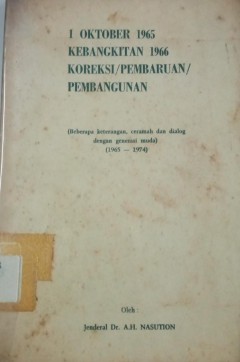 1 OKTOBER 1965
KEBANGKITAN 1966
KOREKSI/PEMBARUAN/
PEMBANGUNAN
(Beberapa keterangan, ceramah dan dialog
dengan generasi muda)
(1965 — 1974)
Oleh
Jenderal Dr. A.H. NASUTION